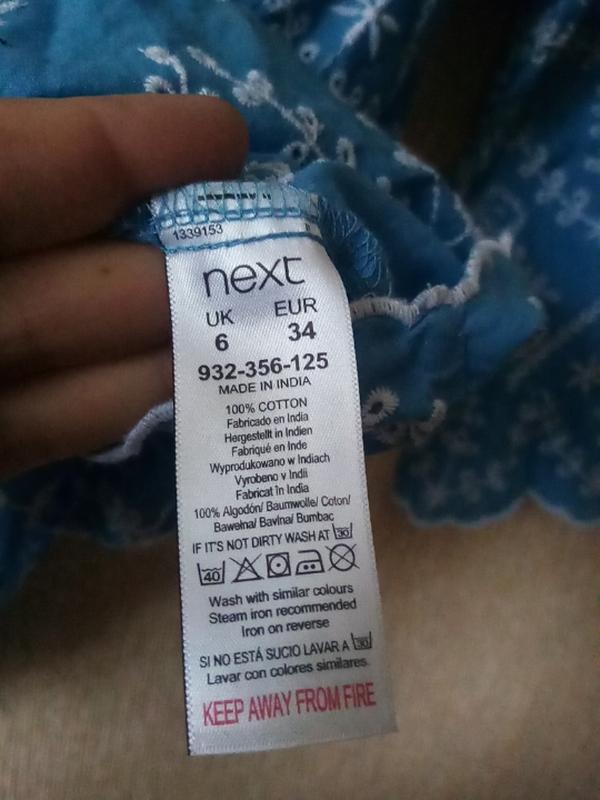 1339153
next
UK EUR
6 34
932-356-125
MADE IN INDIA
100% COTTON
Fabricado en India
Hergestellt in Indien
Fabriqué en Inde
Wyprodukowano w Indiach
Vyrobeno v Indii
Fabricat în India
100% Algodón/ Baumwolle/ Coton/
Bawełna/ Bavlna/ Bumbac
IF IT'S NOT DIRTY WASH AT 30
40
Wash with similar colours
Steam iron recommended
Iron on reverse
SI NO ESTÁ SUCIO LAVAR A 30
Lavar con colores similares.
KEEP AWAY FROM FIRE